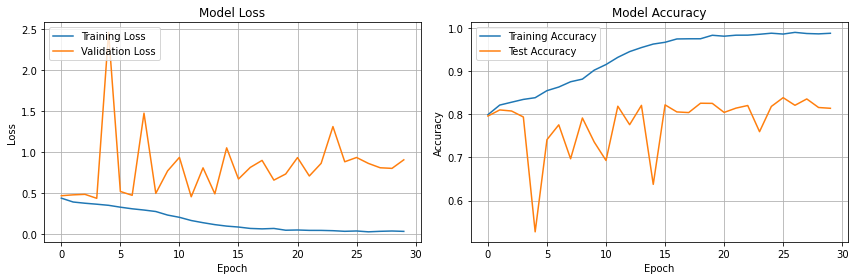 Model Loss
2.5
2.0
1.5
1.0
0.5
0.0
Loss
Training Loss
Validation Loss
0 5 10 15 20 25 30
Epoch
Model Accuracy
1.0
0.9
0.8
0.7
0.6
Accuracy
Training Accuracy
Test Accuracy
0 5 10 15 20 25 30
Epoch